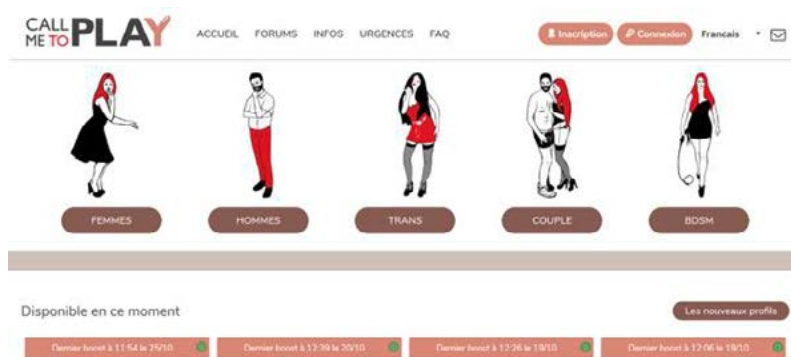 CALL
ME TO PLAY
ACCUEIL FORUMS INFOS URGENCES FAQ
Inscription Connexion Francais
FEMMES HOMMES TRANS COUPLE BDSM
Disponible en ce moment
Les nouveaux profils
Dernier boost à 11:54 le 25/10 Dernier boost à 12:39 le 20/10 Dernier boost à 12:26 le 19/10 Dernier boost à 12:06 le 19/10